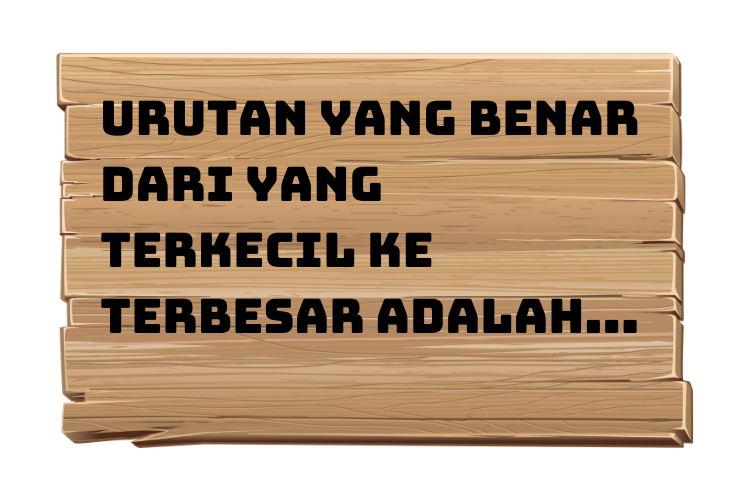 URUTAN YANG BENAR
DARI YANG
TERKECIL KE
TERBESAR ADALAH...